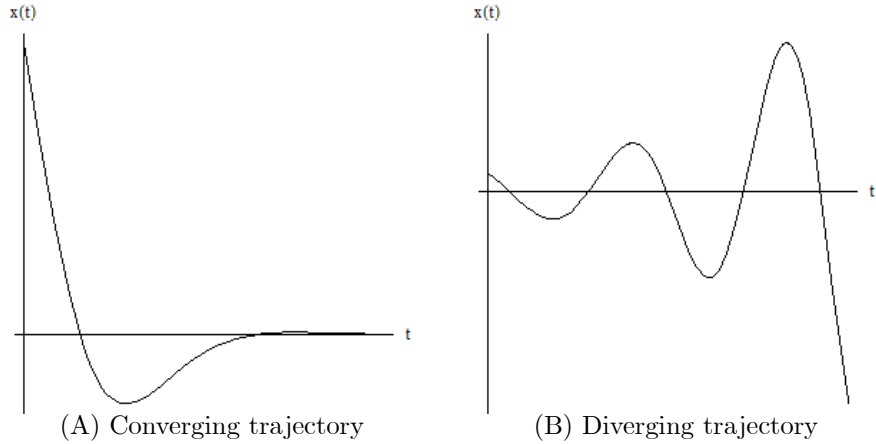 x(t)
t
(A) Converging trajectory
x(t)
t
(B) Diverging trajectory